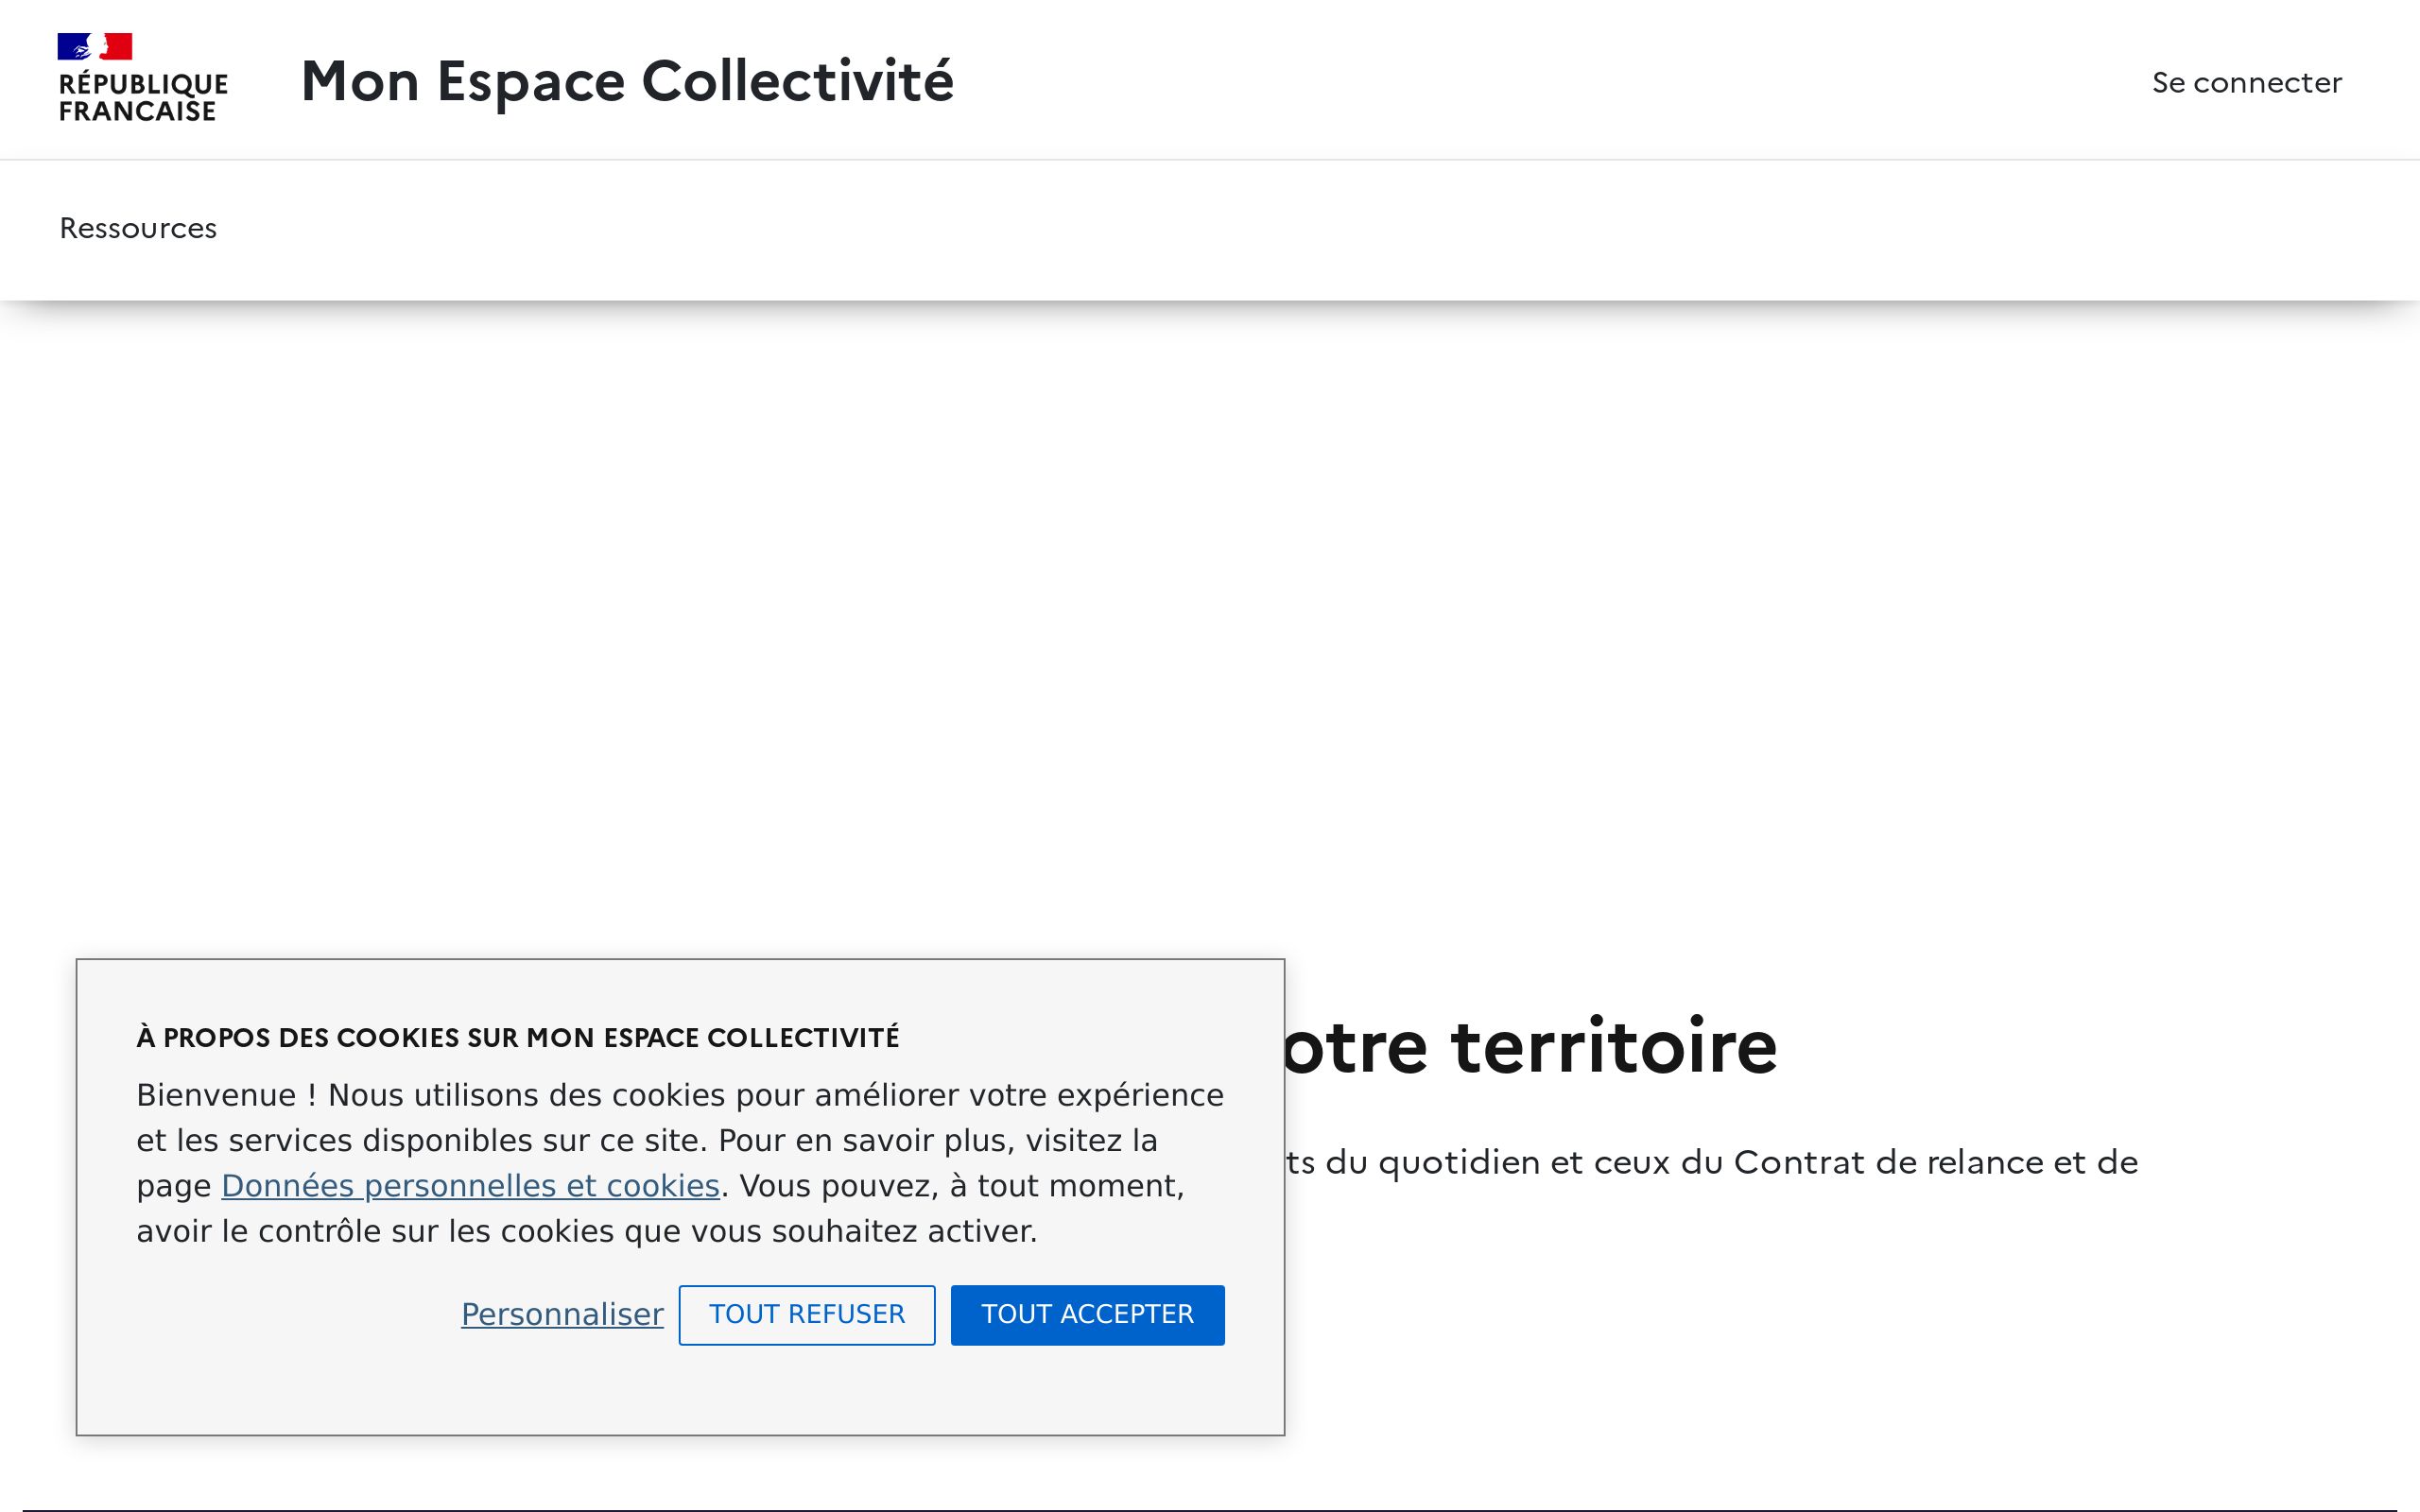 RÉPUBLIQUE
FRANCAISE
Mon Espace Collectivité
Se connecter
Ressources
À PROPOS DES COOKIES SUR MON ESPACE COLLECTIVITÉ
Bienvenue ! Nous utilisons des cookies pour améliorer votre expérience
et les services disponibles sur ce site. Pour en savoir plus, visitez la
page Données personnelles et cookies. Vous pouvez, à tout moment,
avoir le contrôle sur les cookies que vous souhaitez activer.
Personnaliser
TOUT REFUSER
TOUT ACCEPTER
otre territoire
ts du quotidien et ceux du Contrat de relance et de